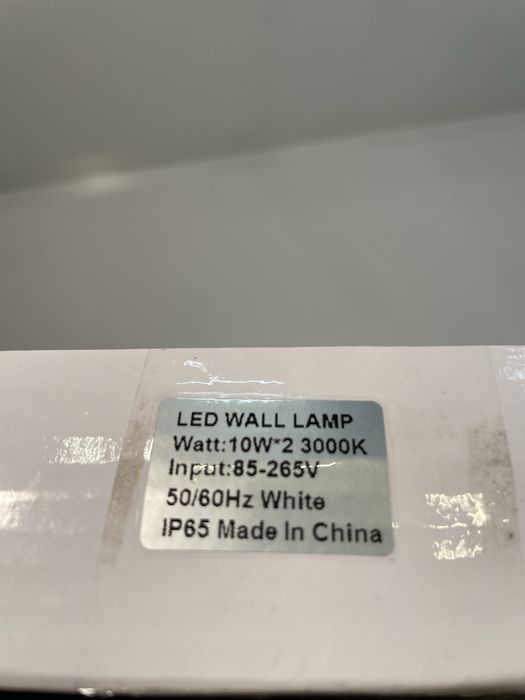 LED WALL LAMP
Watt:10W*2 3000K
Input:85-265V
50/60Hz White
IP65 Made In China